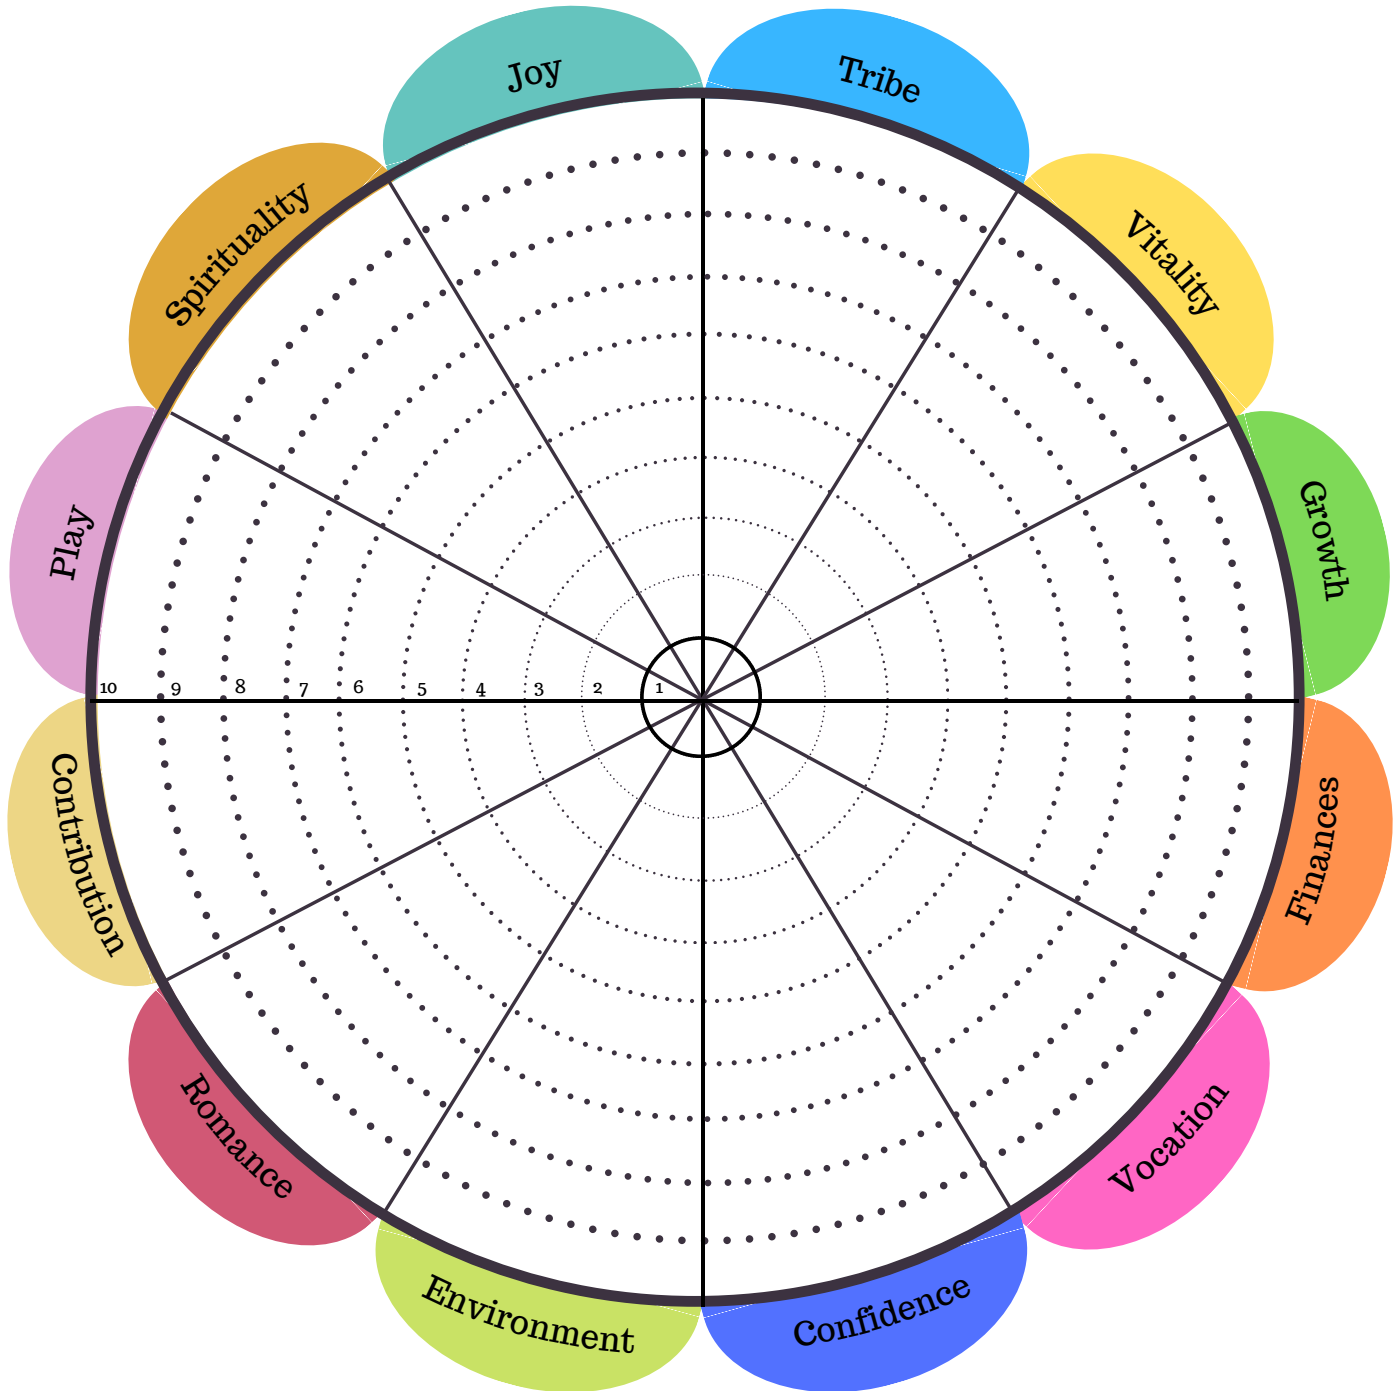 Joy
Tribe
Vitality
Growth
Finances
Vocation
Confidence
Environment
Romance
Contribution
Play
Spirituality
10 9 8 7 6 5 4 3 2 1